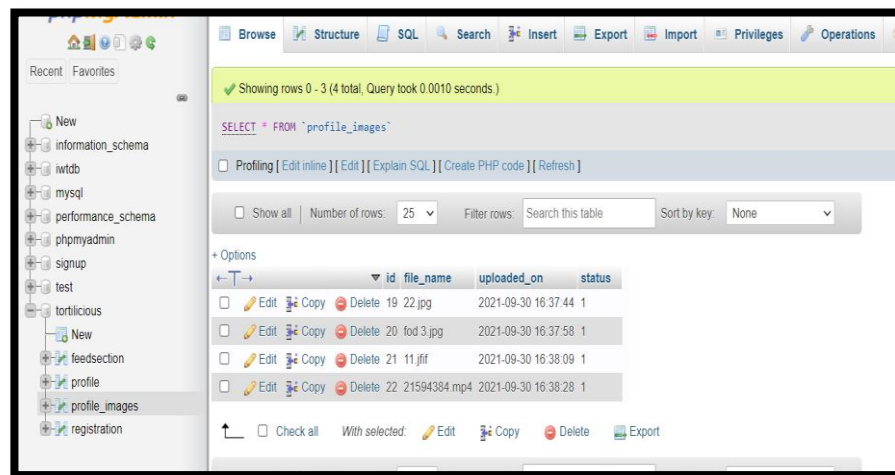 phpMyAdmin
Recent Favorites
New
information_schema
iwtdb
mysql
performance_schema
phpmyadmin
signup
test
tortilicious
New
feedsection
profile
profile_images
registration
Browse Structure SQL Search Insert Export Import Privileges Operations
Showing rows 0 - 3 (4 total, Query took 0.0010 seconds.)
SELECT * FROM `profile_images`
Profiling [ Edit inline ] [ Edit ] [ Explain SQL ] [ Create PHP code ] [ Refresh ]
Show all Number of rows: 25 Filter rows: Search this table Sort by key: None
+ Options
id file_name uploaded_on status
Edit Copy Delete 19 22.jpg 2021-09-30 16:37:44 1
Edit Copy Delete 20 fod 3.jpg 2021-09-30 16:37:58 1
Edit Copy Delete 21 11.jfif 2021-09-30 16:38:09 1
Edit Copy Delete 22 21594384.mp4 2021-09-30 16:38:28 1
Check all With selected: Edit Copy Delete Export